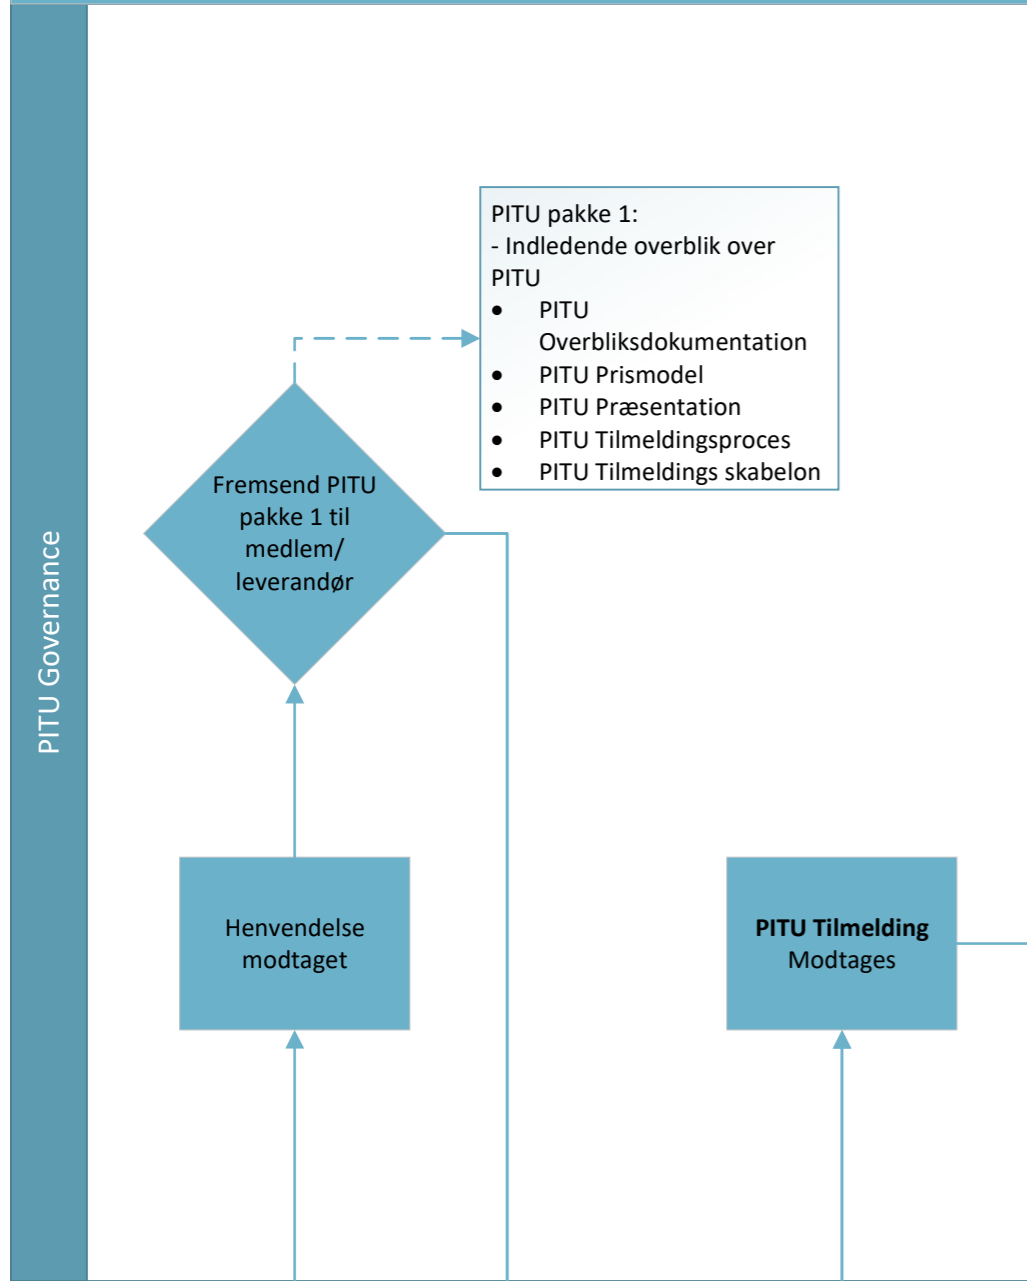 PITU Governance
PITU pakke 1:
- Indledende overblik over
PITU
• PITU
Overbliksdokumentation
• PITU Prismodel
• PITU Præsentation
• PITU Tilmeldingsproces
• PITU Tilmeldings skabelon
Fremsend PITU
pakke 1 til
medlem/
leverandør
Henvendelse
modtaget
PITU Tilmelding
Modtages